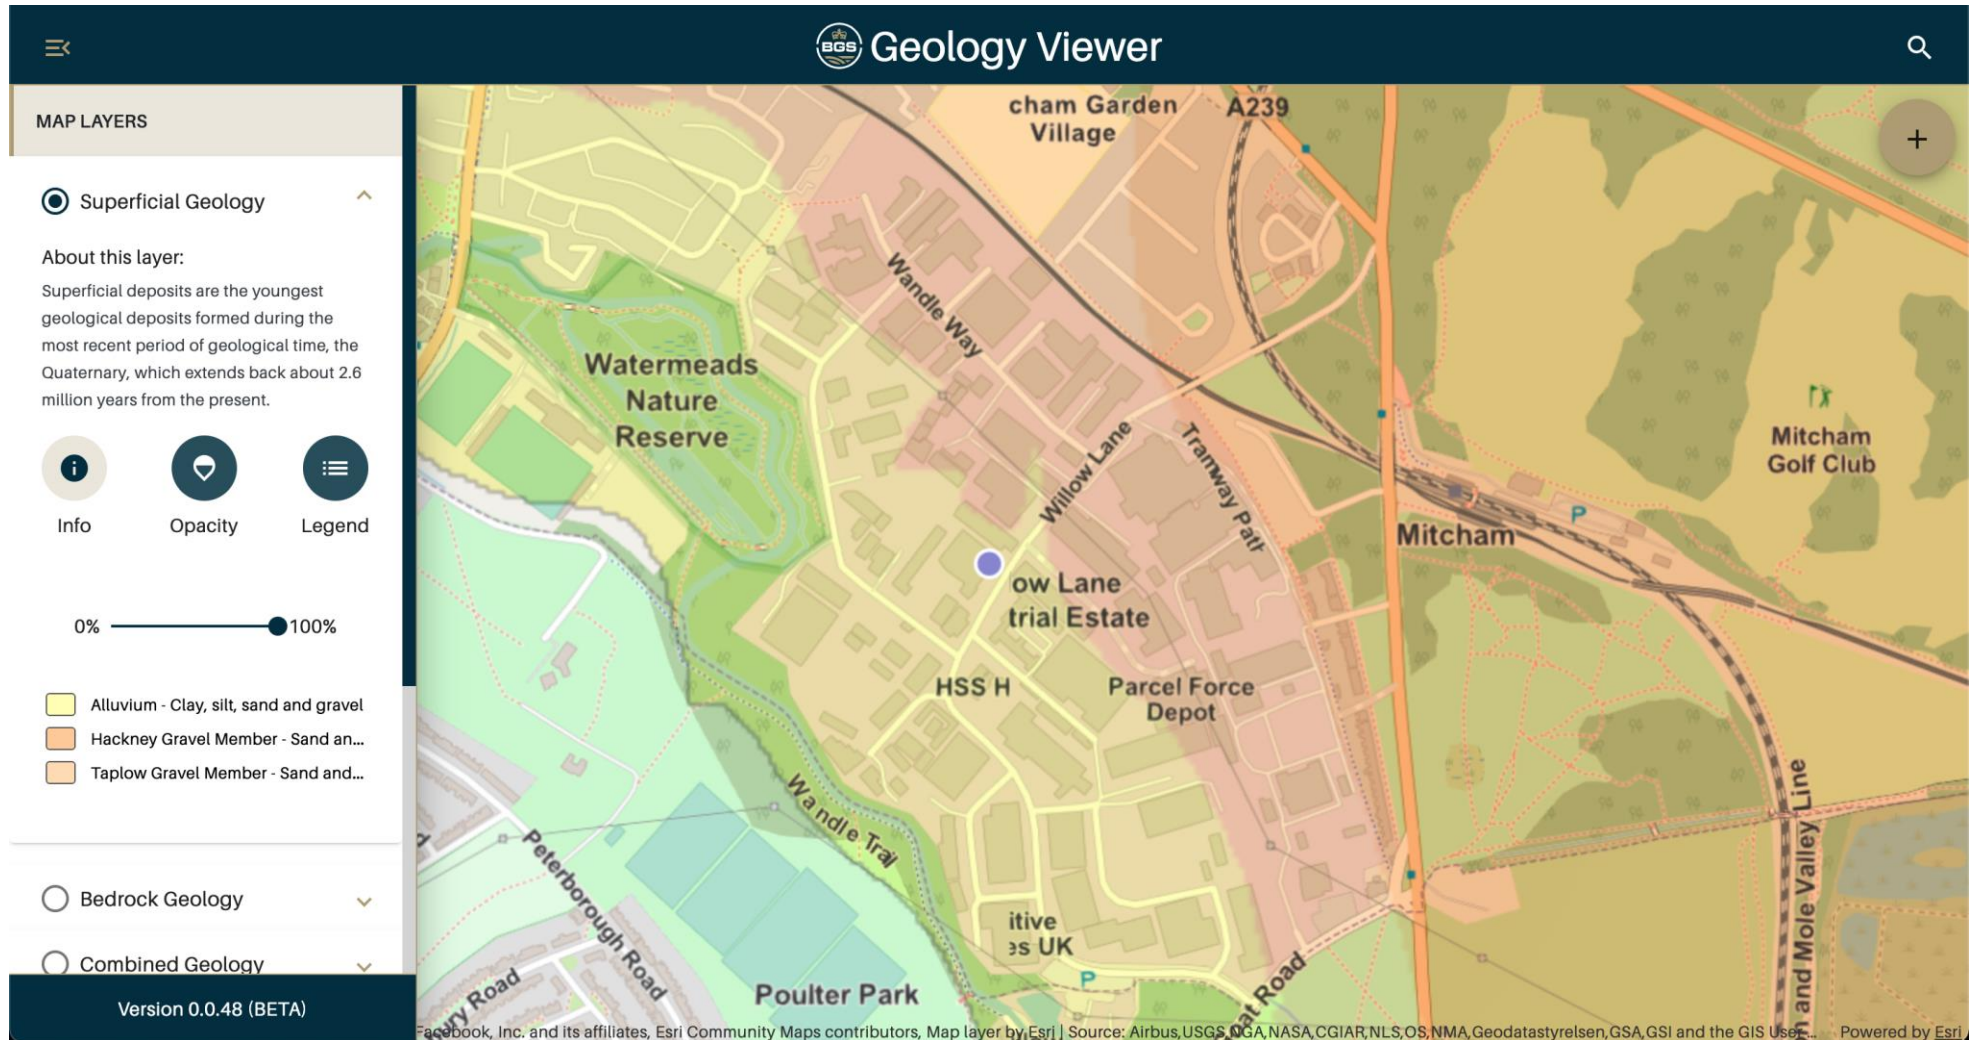 BGS Geology Viewer
MAP LAYERS
Superficial Geology
About this layer:
Superficial deposits are the youngest
geological deposits formed during the
most recent period of geological time, the
Quaternary, which extends back about 2.6
million years from the present.
Info
Opacity
Legend
0%
100%
Alluvium - Clay, silt, sand and gravel
Hackney Gravel Member - Sand an...
Taplow Gravel Member - Sand and...
Bedrock Geology
Combined Geology
Version 0.0.48 (BETA)
cham Garden
Village
A239
+
Wandle Way
Watermeads
Nature
Reserve
Willow Lane
Tramway Path
Mitcham
Golf Club
P
Mitcham
ow Lane
trial Estate
HSS H
Parcel Force
Depot
Wandle Trail
Peterborough Road
n and Mole Valley Line
itive
es UK
P
Poulter Park
ery Road
at Road
Facebook, Inc. and its affiliates, Esri Community Maps contributors, Map layer by Esri | Source: Airbus,USGS,NGA,NASA,CGIAR,NLS,OS,NMA,Geodatastyrelsen,GSA,GSI and the GIS User ...
Powered by Esri